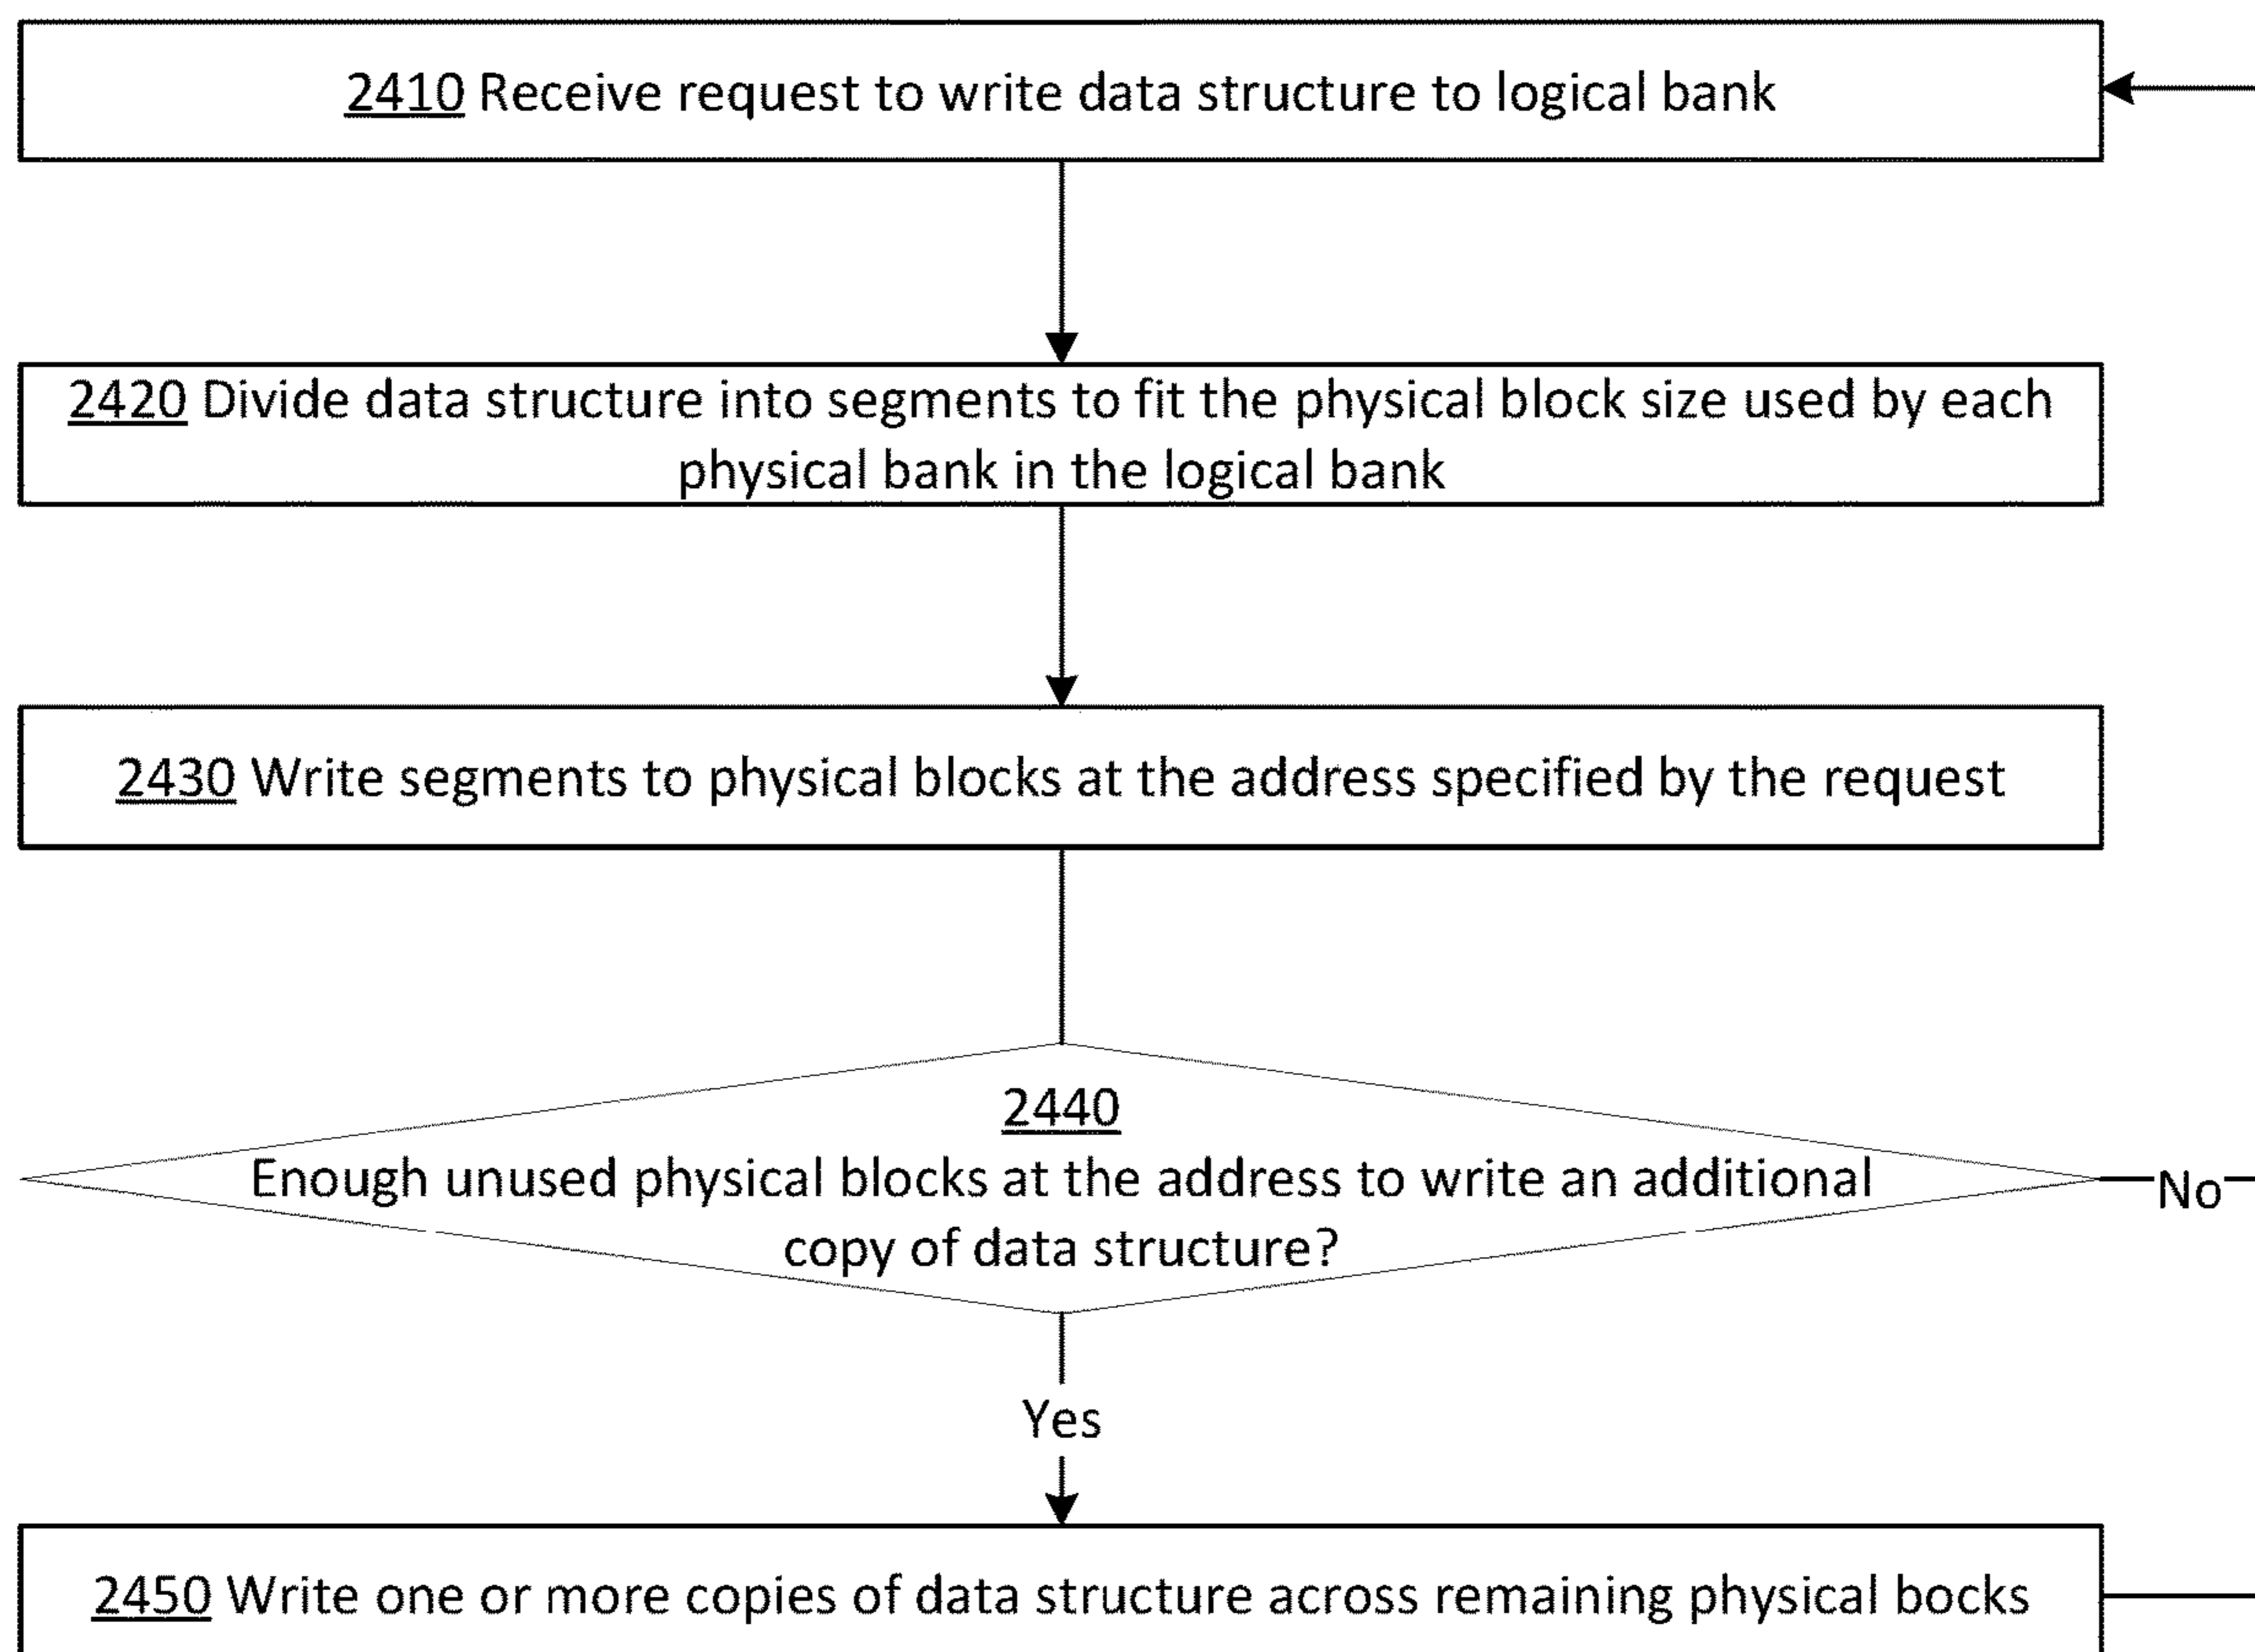 2410 Receive request to write data structure to logical bank
2420 Divide data structure into segments to fit the physical block size used by each
physical bank in the logical bank
2430 Write segments to physical blocks at the address specified by the request
2440
Enough unused physical blocks at the address to write an additional
copy of data structure?
No
Yes
2450 Write one or more copies of data structure across remaining physical bocks